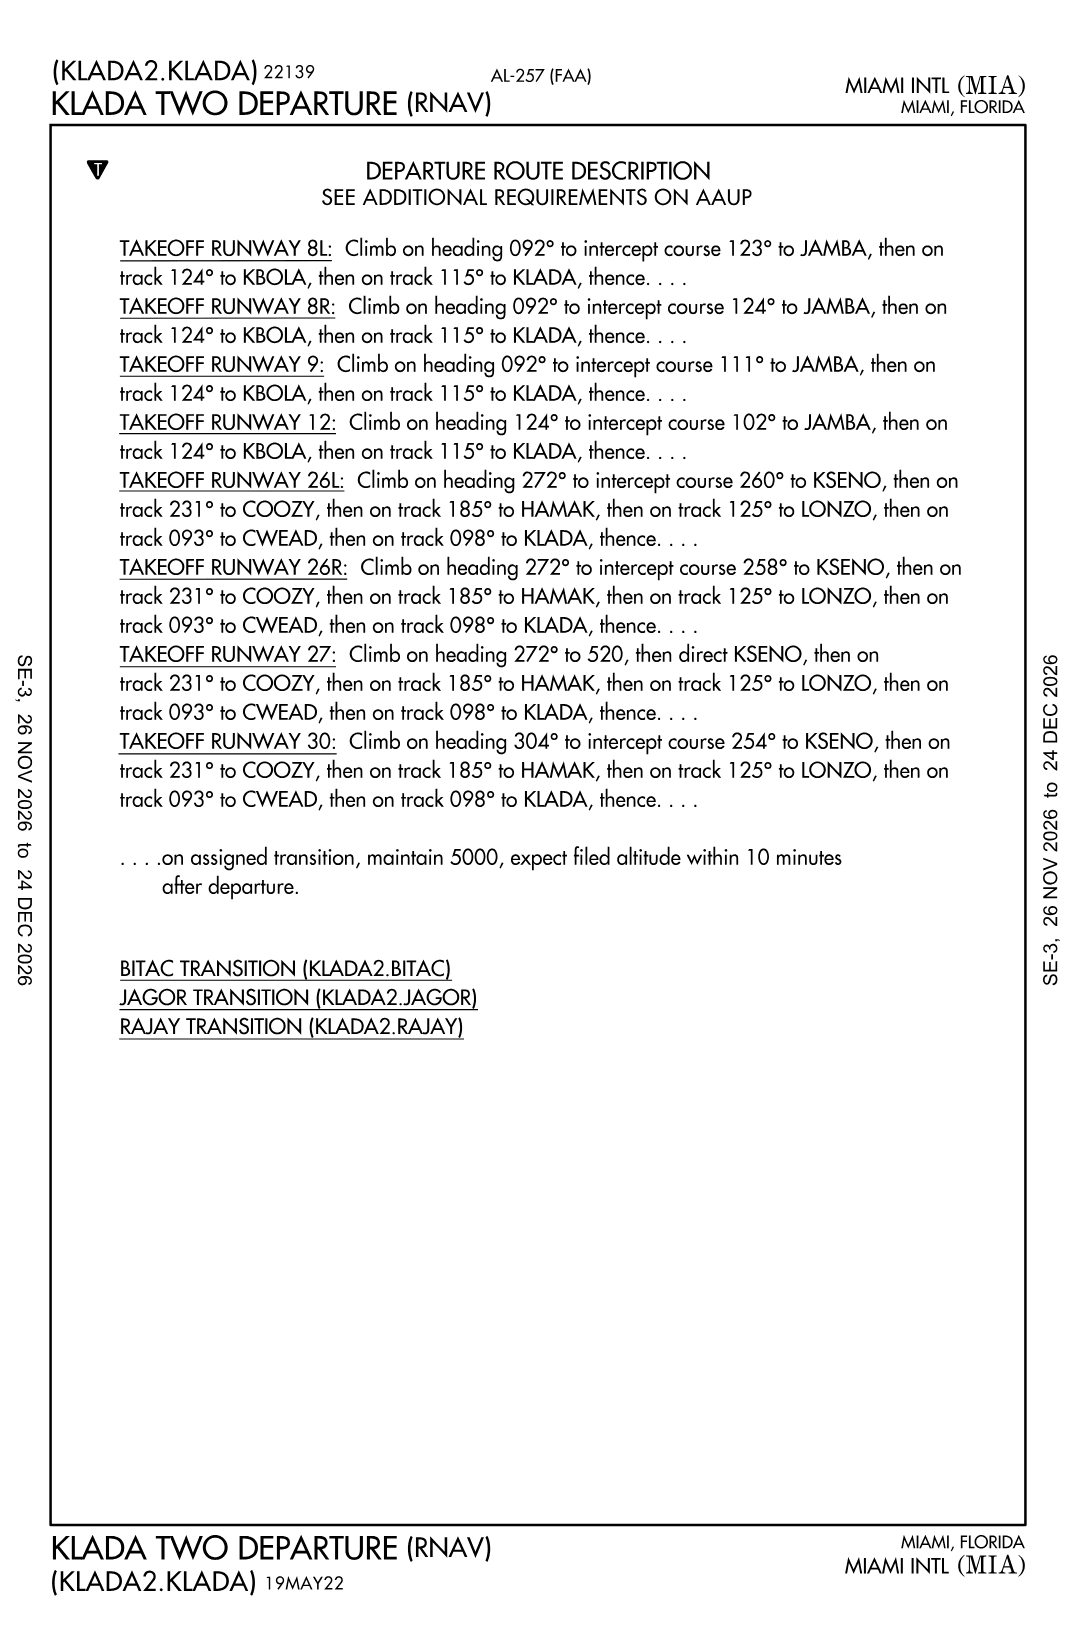 (KLADA2.KLADA) 22139
AL-257 (FAA)
MIAMI INTL (MIA)
KLADA TWO DEPARTURE (RNAV)
MIAMI, FLORIDA
T
DEPARTURE ROUTE DESCRIPTION
SEE ADDITIONAL REQUIREMENTS ON AAUP
TAKEOFF RUNWAY 8L: Climb on heading 092° to intercept course 123° to JAMBA, then on
track 124° to KBOLA, then on track 115° to KLADA, thence. . . .
TAKEOFF RUNWAY 8R: Climb on heading 092° to intercept course 124° to JAMBA, then on
track 124° to KBOLA, then on track 115° to KLADA, thence. . . .
TAKEOFF RUNWAY 9: Climb on heading 092° to intercept course 111° to JAMBA, then on
track 124° to KBOLA, then on track 115° to KLADA, thence. . . .
TAKEOFF RUNWAY 12: Climb on heading 124° to intercept course 102° to JAMBA, then on
track 124° to KBOLA, then on track 115° to KLADA, thence. . . .
TAKEOFF RUNWAY 26L: Climb on heading 272° to intercept course 260° to KSENO, then on
track 231° to COOZY, then on track 185° to HAMAK, then on track 125° to LONZO, then on
track 093° to CWEAD, then on track 098° to KLADA, thence. . . .
TAKEOFF RUNWAY 26R: Climb on heading 272° to intercept course 258° to KSENO, then on
track 231° to COOZY, then on track 185° to HAMAK, then on track 125° to LONZO, then on
track 093° to CWEAD, then on track 098° to KLADA, thence. . . .
TAKEOFF RUNWAY 27: Climb on heading 272° to 520, then direct KSENO, then on
track 231° to COOZY, then on track 185° to HAMAK, then on track 125° to LONZO, then on
track 093° to CWEAD, then on track 098° to KLADA, thence. . . .
TAKEOFF RUNWAY 30: Climb on heading 304° to intercept course 254° to KSENO, then on
track 231° to COOZY, then on track 185° to HAMAK, then on track 125° to LONZO, then on
track 093° to CWEAD, then on track 098° to KLADA, thence. . . .
. . . .on assigned transition, maintain 5000, expect filed altitude within 10 minutes
after departure.
BITAC TRANSITION (KLADA2.BITAC)
JAGOR TRANSITION (KLADA2.JAGOR)
RAJAY TRANSITION (KLADA2.RAJAY)
SE-3, 26 NOV 2026 to 24 DEC 2026
SE-3, 26 NOV 2026 to 24 DEC 2026
KLADA TWO DEPARTURE (RNAV)
MIAMI, FLORIDA
(KLADA2.KLADA) 19MAY22
MIAMI INTL (MIA)